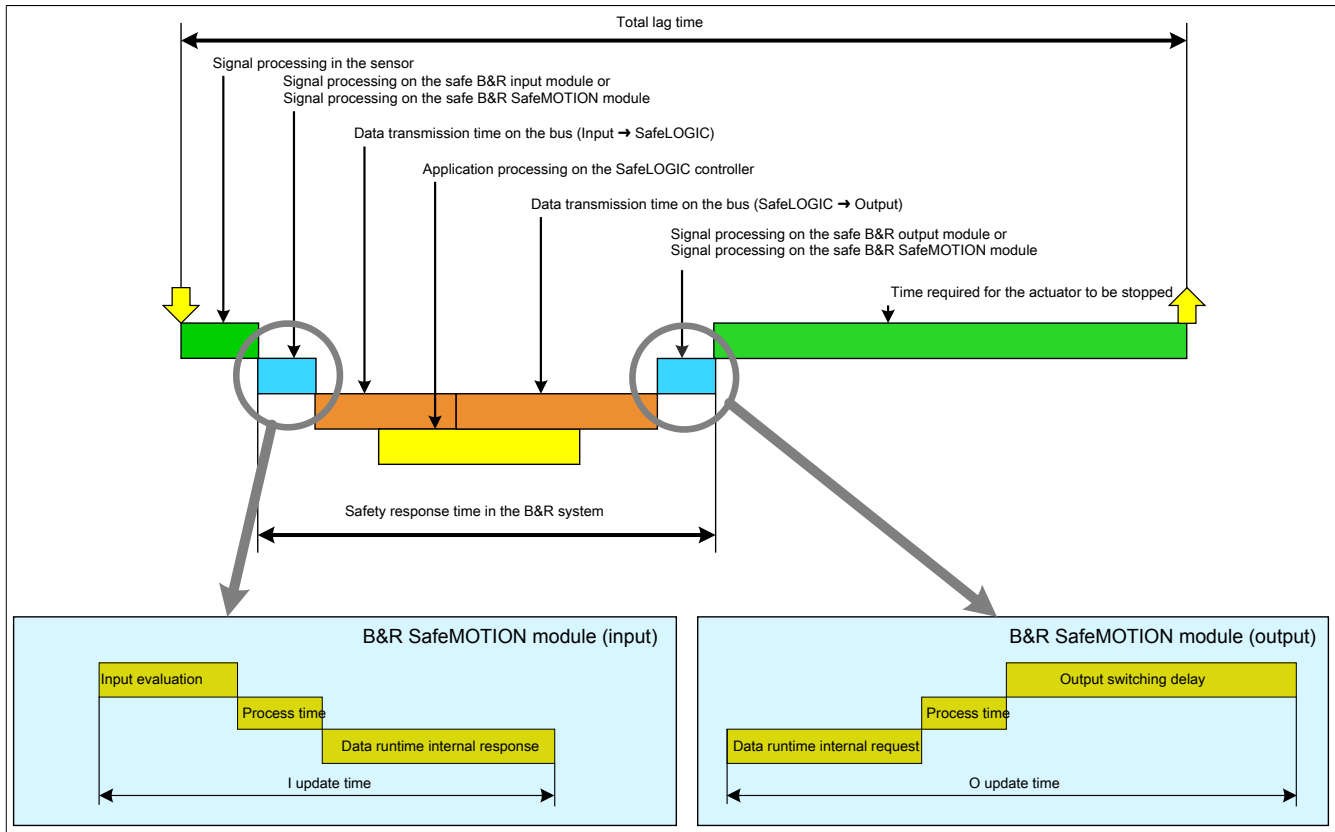 Total lag time
Signal processing in the sensor
Signal processing on the safe B&R input module or
Signal processing on the safe B&R SafeMOTION module
Data transmission time on the bus (Input → SafeLOGIC)
Application processing on the SafeLOGIC controller
Data transmission time on the bus (SafeLOGIC → Output)
Signal processing on the safe B&R output module or
Signal processing on the safe B&R SafeMOTION module
Time required for the actuator to be stopped
Safety response time in the B&R system
B&R SafeMOTION module (input)
Input evaluation
Process time
Data runtime internal response
I update time
B&R SafeMOTION module (output)
Output switching delay
Process time
Data runtime internal request
O update time